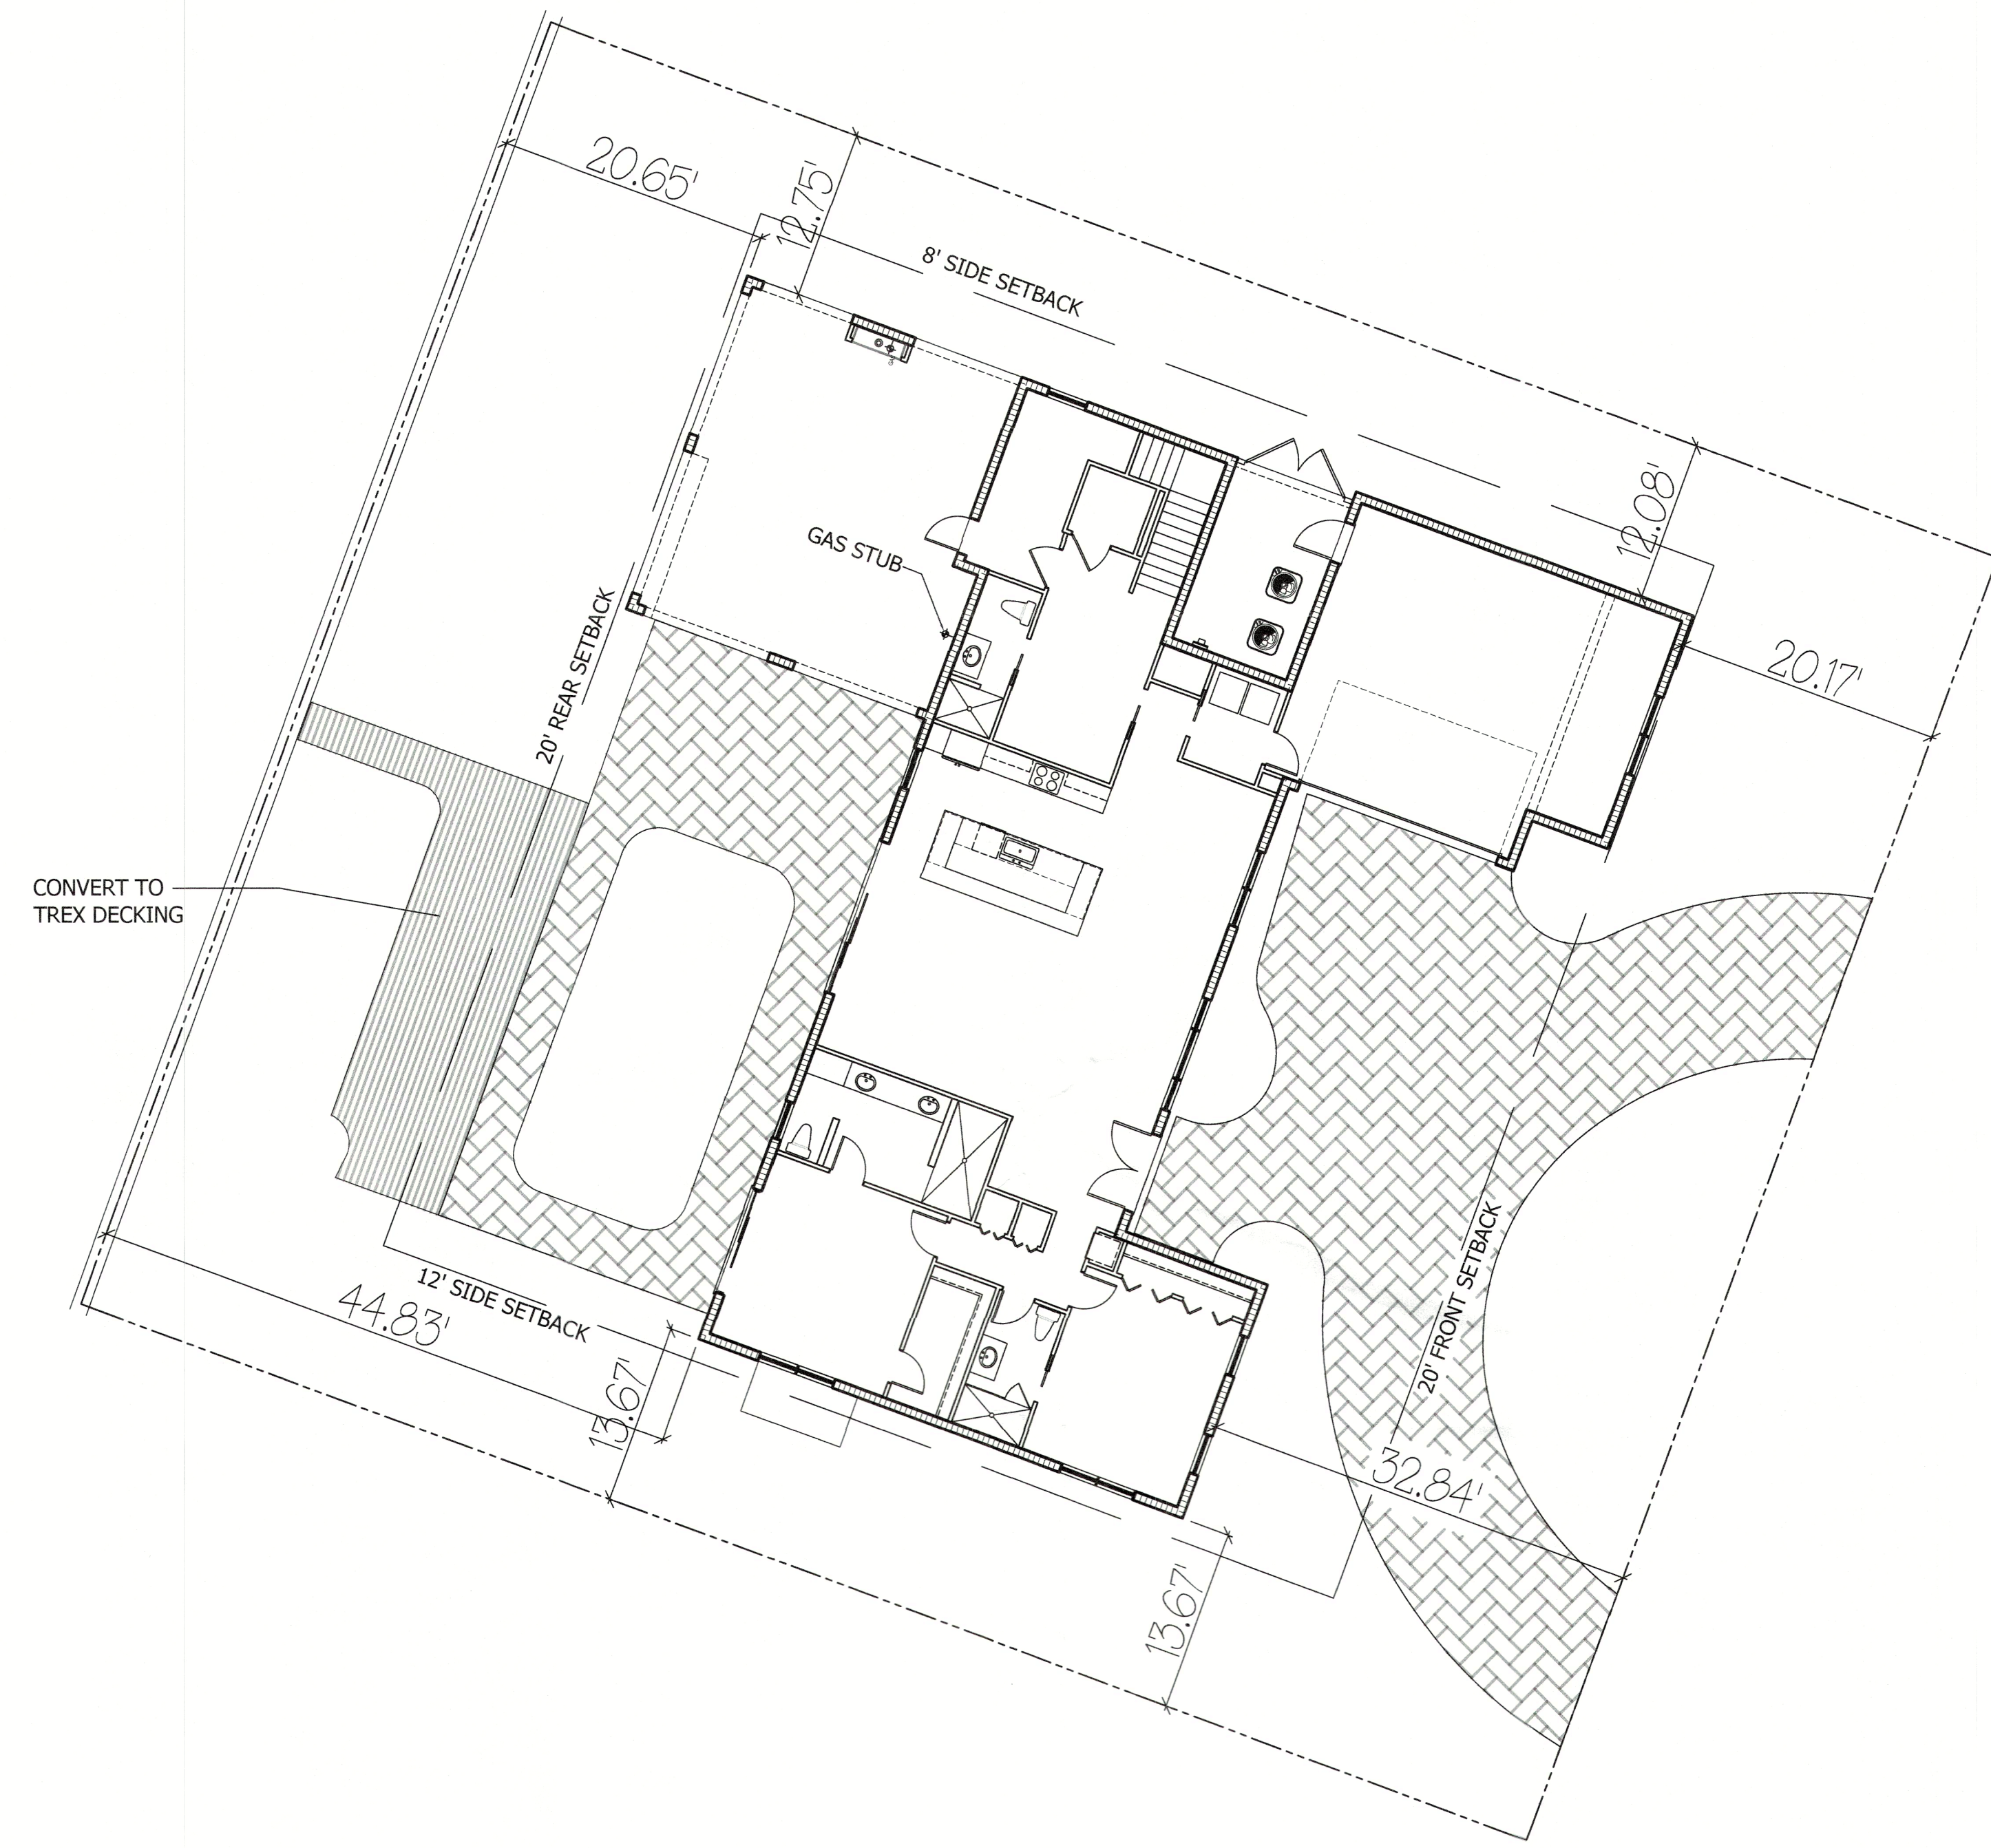 20.65'
12.75'
8' SIDE SETBACK
12.08'
GAS STUB
20' REAR SETBACK
20.17'
CONVERT TO
TREX DECKING
12' SIDE SETBACK
44.83'
13.67'
20' FRONT SETBACK
32.84'
13.67'